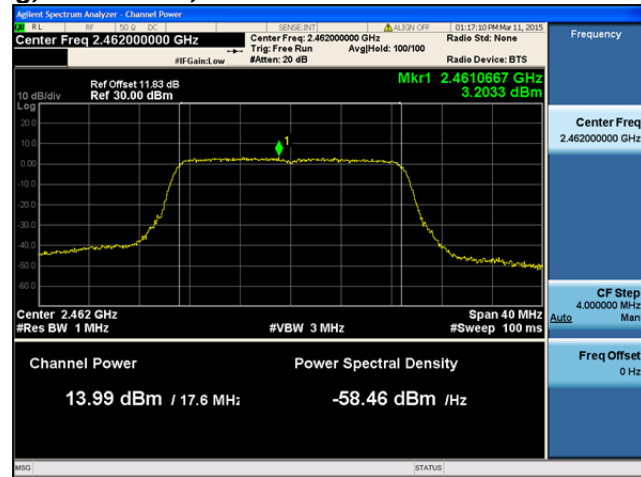 Agilent Spectrum Analyzer - Channel Power
RL RF 50 Ω DC SENSE:INT ALIGN OFF 01:17:10 PM Mar 11, 2015
Center Freq 2.462000000 GHz
Center Freq: 2.462000000 GHz
Radio Std: None
Trig: Free Run Avg|Hold: 100/100
#IFGain:Low #Atten: 20 dB Radio Device: BTS
Ref Offset 11.83 dB
10 dB/div Ref 30.00 dBm
Mkr1 2.4610667 GHz
3.2033 dBm
Log
20.0
10.0
0.00
-10.0
-20.0
-30.0
-40.0
-50.0
-60.0
1
Center 2.462 GHz Span 40 MHz
#Res BW 1 MHz #VBW 3 MHz #Sweep 100 ms
Channel Power Power Spectral Density
13.99 dBm / 17.6 MHz -58.46 dBm /Hz
MSG STATUS
Frequency
Center Freq
2.462000000 GHz
CF Step
4.000000 MHz
Auto Man
Freq Offset
0 Hz